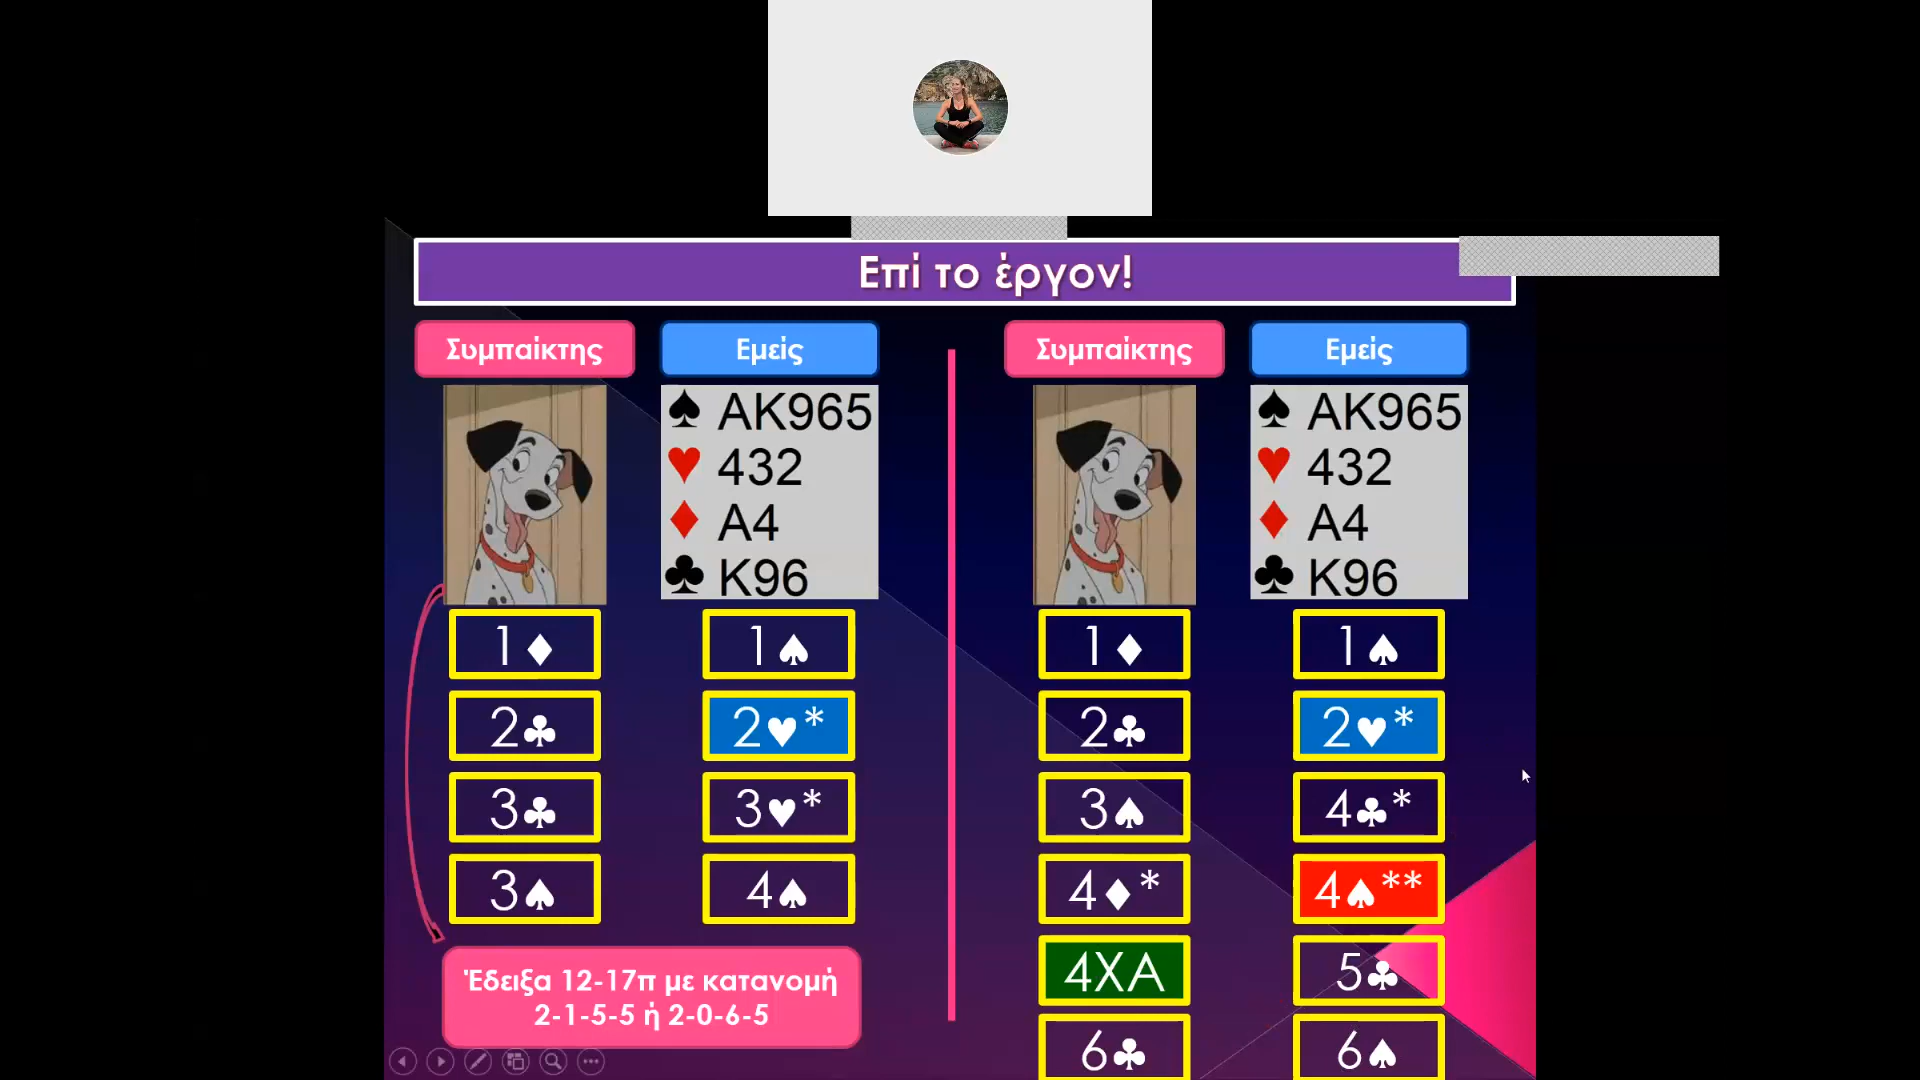 Επί το έργον!
Συμπαίκτης Εμείς
♠ AK965
♥ 432
♦ A4
♣ K96
1♦ 1♠
2♣ 2♥*
3♣ 3♥*
3♠ 4♠
Έδειξα 12-17π με κατανομή
2-1-5-5 ή 2-0-6-5
Συμπαίκτης Εμείς
♠ AK965
♥ 432
♦ A4
♣ K96
1♦ 1♠
2♣ 2♥*
3♠ 4♣*
4♦* 4♠**
4ΧΑ 5♣
6♣ 6♠